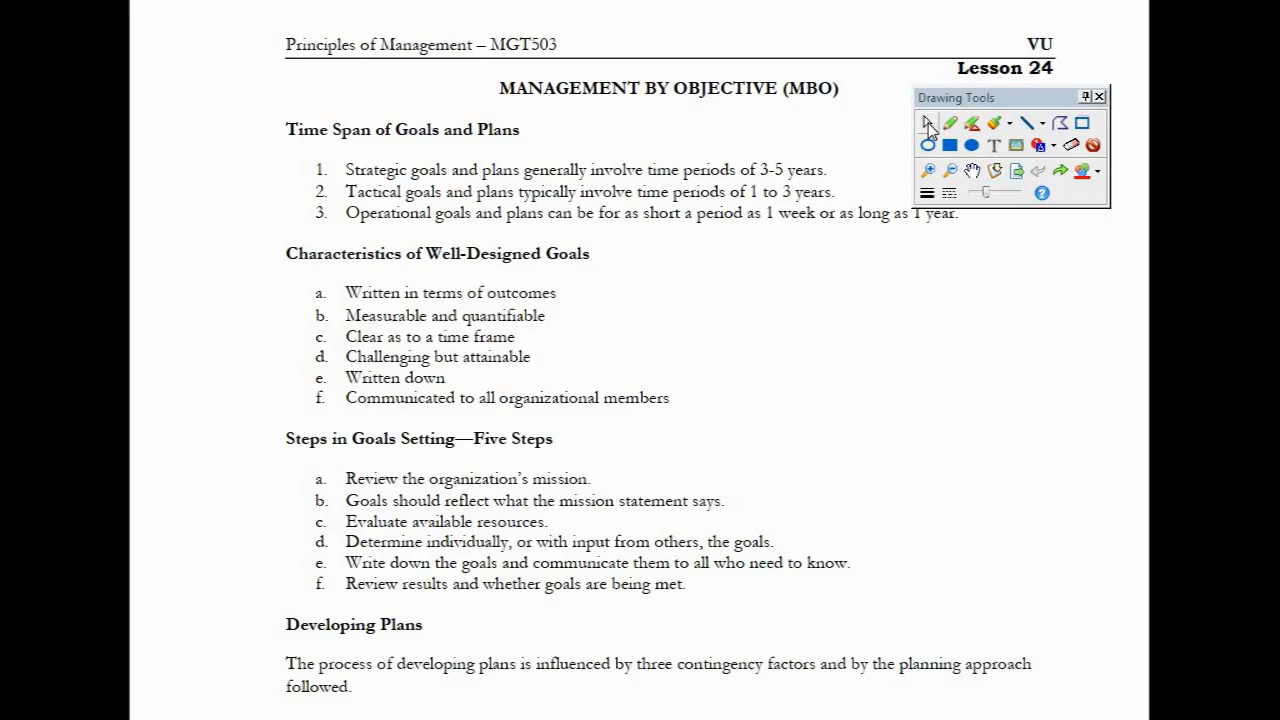 Principles of Management – MGT503 VU
Lesson 24
MANAGEMENT BY OBJECTIVE (MBO)
Drawing Tools
Time Span of Goals and Plans
1. Strategic goals and plans generally involve time periods of 3-5 years.
2. Tactical goals and plans typically involve time periods of 1 to 3 years.
3. Operational goals and plans can be for as short a period as 1 week or as long as 1 year.
Characteristics of Well-Designed Goals
a. Written in terms of outcomes
b. Measurable and quantifiable
c. Clear as to a time frame
d. Challenging but attainable
e. Written down
f. Communicated to all organizational members
Steps in Goals Setting—Five Steps
a. Review the organization’s mission.
b. Goals should reflect what the mission statement says.
c. Evaluate available resources.
d. Determine individually, or with input from others, the goals.
e. Write down the goals and communicate them to all who need to know.
f. Review results and whether goals are being met.
Developing Plans
The process of developing plans is influenced by three contingency factors and by the planning approach
followed.